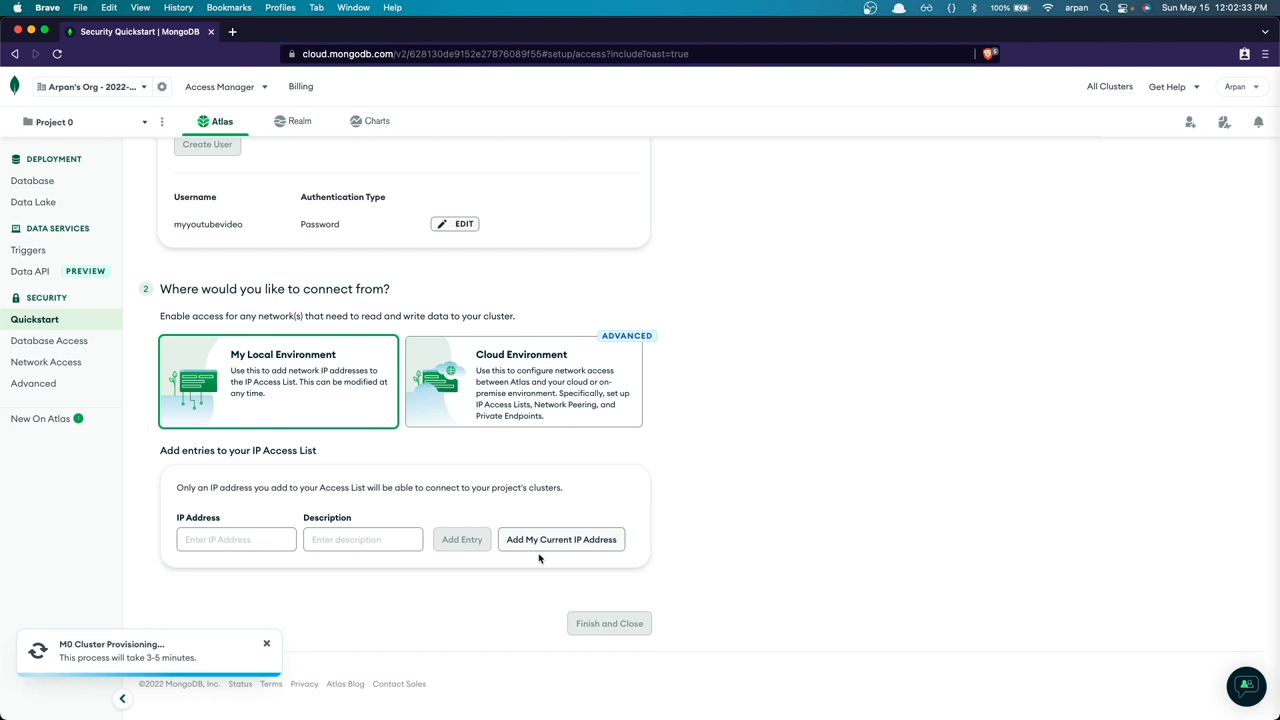 Brave File Edit View History Bookmarks Profiles Tab Window Help 100% arpan Sun May 15 12:02:33 PM
Security Quickstart | MongoDB
cloud.mongodb.com/v2/628130de9152e27876089f55#setup/access?includeToast=true
Arpan's Org - 2022-... Access Manager Billing All Clusters Get Help Arpan
Project 0 Atlas Realm Charts
DEPLOYMENT
Database
Data Lake
DATA SERVICES
Triggers
Data API PREVIEW
SECURITY
Quickstart
Database Access
Network Access
Advanced
New On Atlas
Create User
Username Authentication Type
myyoutubevideo Password EDIT
2 Where would you like to connect from?
Enable access for any network(s) that need to read and write data to your cluster.
My Local Environment
Use this to add network IP addresses to
the IP Access List. This can be modified at
any time.
ADVANCED
Cloud Environment
Use this to configure network access
between Atlas and your cloud or on-
premise environment. Specifically, set up
IP Access Lists, Network Peering, and
Private Endpoints.
Add entries to your IP Access List
Only an IP address you add to your Access List will be able to connect to your project's clusters.
IP Address Description
Enter IP Address Enter description Add Entry Add My Current IP Address
Finish and Close
M0 Cluster Provisioning...
This process will take 3-5 minutes.
©2022 MongoDB, Inc. Status Terms Privacy Atlas Blog Contact Sales